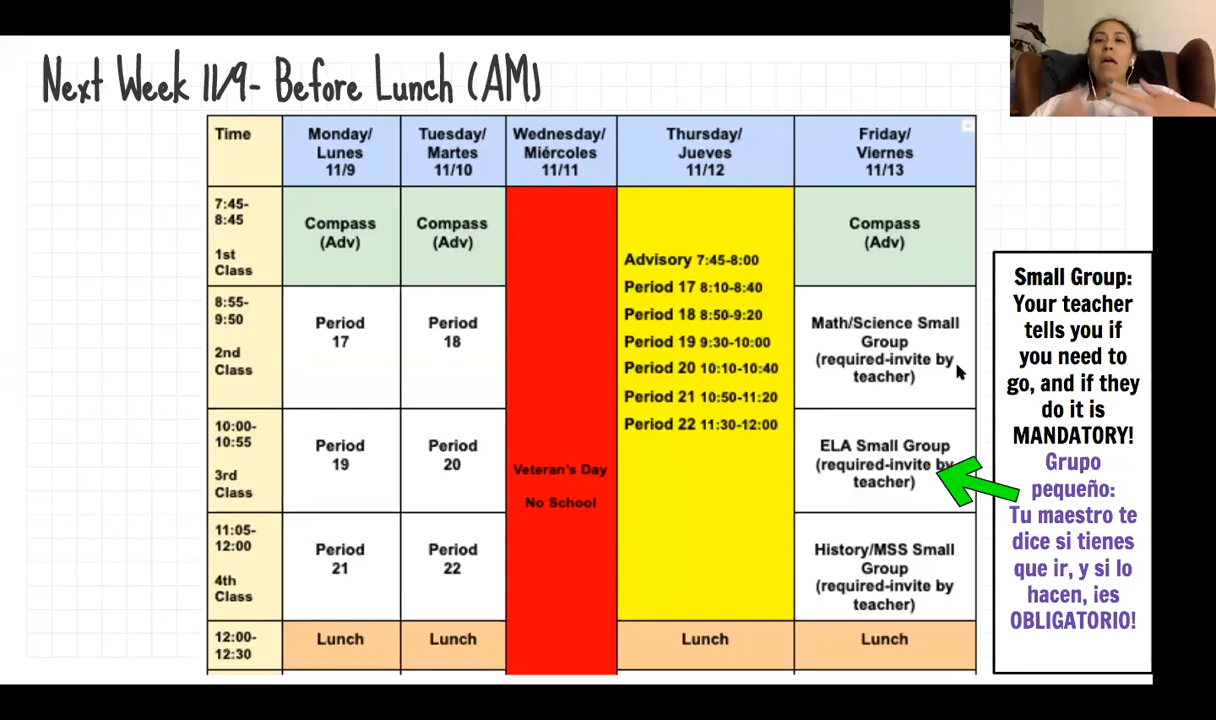 Next Week 11/9- Before Lunch (AM)
Time
Monday/
Lunes
11/9
Tuesday/
Martes
11/10
Wednesday/
Miércoles
11/11
Thursday/
Jueves
11/12
Friday/
Viernes
11/13
7:45-
8:45
1st
Class
Compass
(Adv)
Compass
(Adv)
Compass
(Adv)
8:55-
9:50
2nd
Class
Period
17
Period
18
Math/Science Small
Group
(required-invite by
teacher)
10:00-
10:55
3rd
Class
Period
19
Period
20
ELA Small Group
(required-invite by
teacher)
11:05-
12:00
4th
Class
Period
21
Period
22
History/MSS Small
Group
(required-invite by
teacher)
Veteran's Day
No School
Advisory 7:45-8:00
Period 17 8:10-8:40
Period 18 8:50-9:20
Period 19 9:30-10:00
Period 20 10:10-10:40
Period 21 10:50-11:20
Period 22 11:30-12:00
12:00-
12:30
Lunch
Lunch
Lunch
Lunch
Small Group:
Your teacher
tells you if
you need to
go, and if they
do it is
MANDATORY!
Grupo
pequeño:
Tu maestro te
dice si tienes
que ir, y si lo
hacen, ¡es
OBLIGATORIO!